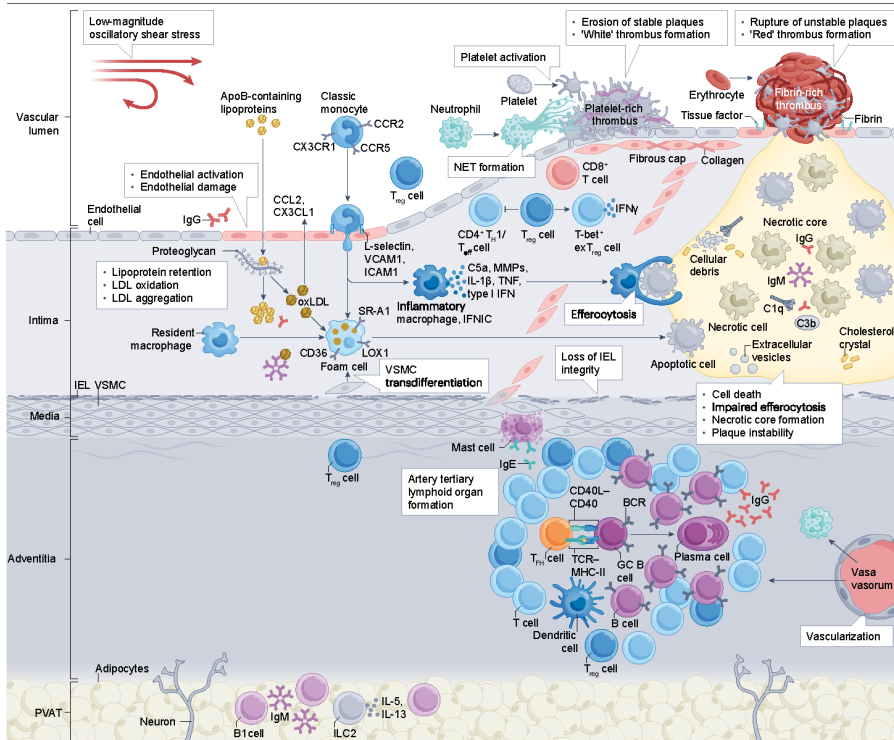 Low-magnitude
oscillatory shear stress
• Erosion of stable plaques
• 'White' thrombus formation
• Rupture of unstable plaques
• 'Red' thrombus formation
Platelet activation
Vascular
lumen
ApoB-containing
lipoproteins
Classic
monocyte
CCR2
CX3CR1
CCR5
Neutrophil
Platelet
Platelet-rich
thrombus
Erythrocyte
Fibrin-rich
thrombus
Tissue factor
Fibrin
NET formation
Fibrous cap
Collagen
• Endothelial activation
• Endothelial damage
Treg cell
CD8+
T cell
Endothelial
cell
IgG
CCL2,
CX3CL1
IFNγ
CD4+ TH1/
Teff cell
Treg cell
T-bet+
exTreg cell
Necrotic core
IgG
Proteoglycan
L-selectin,
VCAM1,
ICAM1
Cellular
debris
• Lipoprotein retention
• LDL oxidation
• LDL aggregation
C5a, MMPs,
IL-1β, TNF,
type I IFN
IgM
oxLDL
Inflammatory
macrophage, IFNIC
Efferocytosis
C1q
C3b
Intima
SR-A1
Necrotic cell
Resident
macrophage
CD36
LOX1
Foam cell
Apoptotic cell
Extracellular
vesicles
Cholesterol
crystal
VSMC
transdifferentiation
Loss of IEL
integrity
IEL VSMC
• Cell death
• Impaired efferocytosis
• Necrotic core formation
• Plaque instability
Media
Mast cell
Treg cell
IgE
Artery tertiary
lymphoid organ
formation
CD40L–
CD40
BCR
IgG
Adventitia
TFH
cell
TCR–
MHC-II
GC B
cell
Plasma cell
Vasa
vasorum
T cell
Dendritic
cell
B cell
Vascularization
Treg
cell
Adipocytes
PVAT
Neuron
B1 cell
IgM
ILC2
IL-5,
IL-13